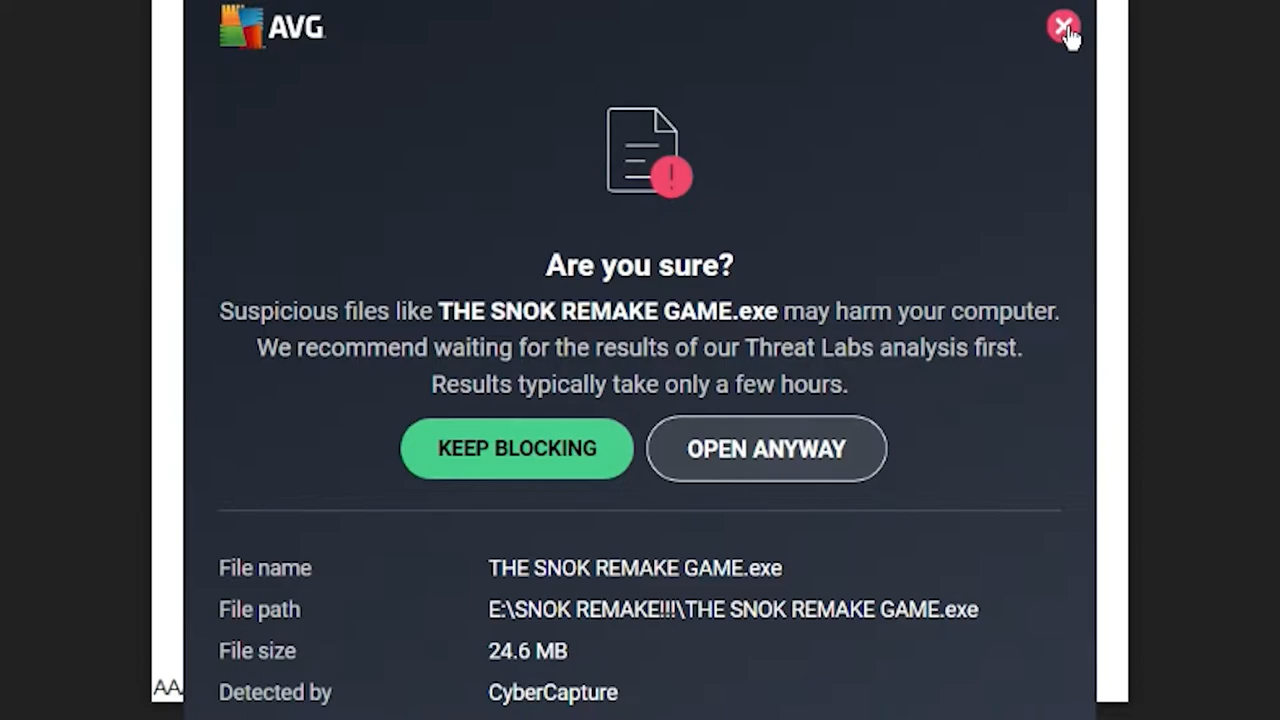 AVG
Are you sure?
Suspicious files like THE SNOK REMAKE GAME.exe may harm your computer.
We recommend waiting for the results of our Threat Labs analysis first.
Results typically take only a few hours.
KEEP BLOCKING OPEN ANYWAY
File name THE SNOK REMAKE GAME.exe
File path E:\SNOK REMAKE!!!\THE SNOK REMAKE GAME.exe
File size 24.6 MB
AA
Detected by CyberCapture